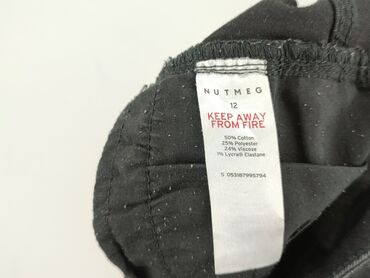 NUTMEG
12
KEEP AWAY
FROM FIRE
50% Cotton
25% Polyester
24% Viscose
1% Lycra® Elastane
5 053187995794